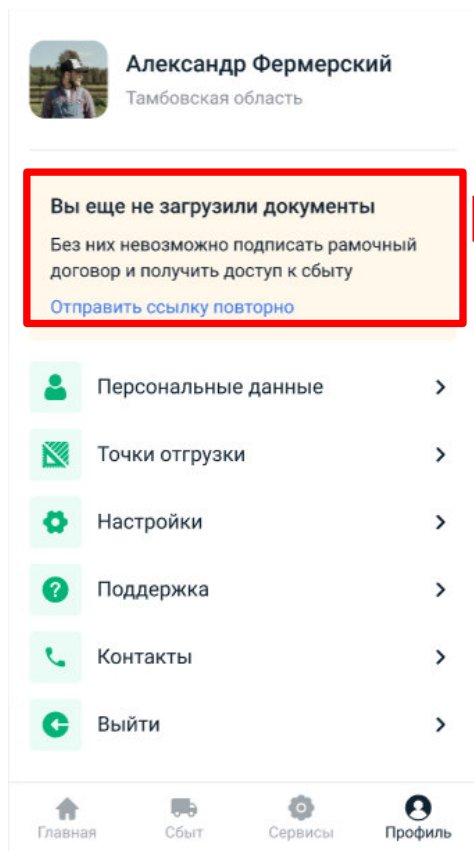 Александр Фермерский
Тамбовская область
Вы еще не загрузили документы
Без них невозможно подписать рамочный
договор и получить доступ к сбыту
Отправить ссылку повторно
Персональные данные
Точки отгрузки
Настройки
Поддержка
Контакты
Выйти
Главная Сбыт Сервисы Профиль